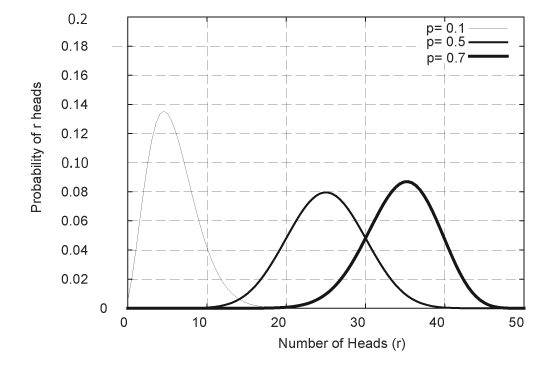 0.2
0.18
0.16
0.14
0.12
0.10
0.08
0.06
0.04
0.02
0
Probability of r heads
p= 0.1
p= 0.5
p= 0.7
0 10 20 30 40 50
Number of Heads (r)